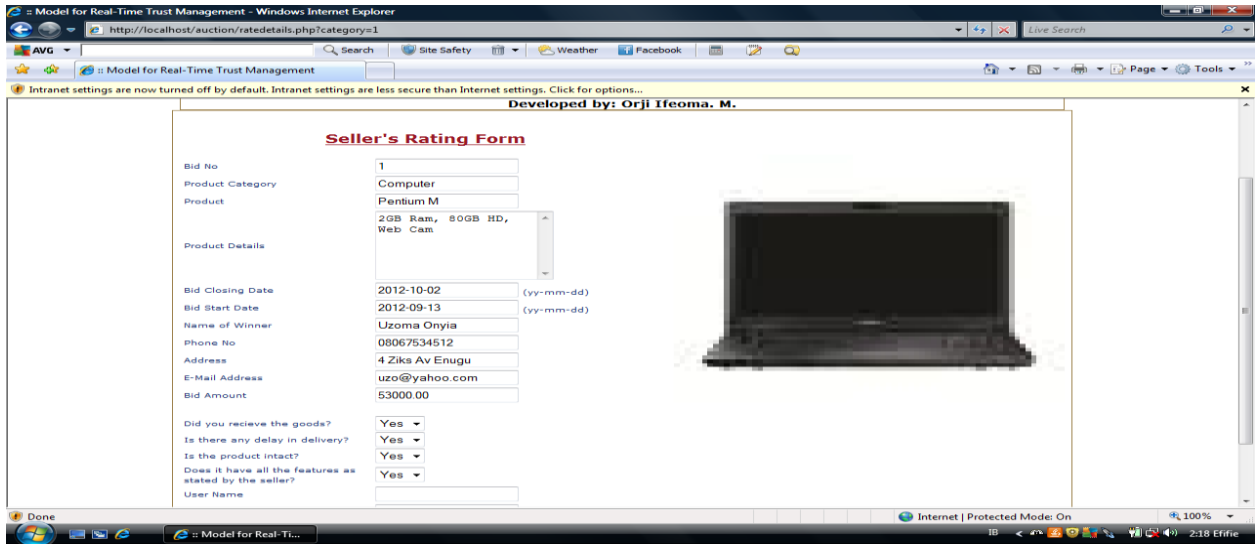 :: Model for Real-Time Trust Management - Windows Internet Explorer
http://localhost/auction/ratedetails.php?category=1
Live Search
AVG
Search
Site Safety
Weather
Facebook
:: Model for Real-Time Trust Management
Page
Tools
Intranet settings are now turned off by default. Intranet settings are less secure than Internet settings. Click for options...
Developed by: Orji Ifeoma. M.
Seller's Rating Form
Bid No 1
Product Category Computer
Product Pentium M
Product Details 2GB Ram, 80GB HD,
Web Cam
Bid Closing Date 2012-10-02 (yy-mm-dd)
Bid Start Date 2012-09-13 (yy-mm-dd)
Name of Winner Uzoma Onyia
Phone No 08067534512
Address 4 Ziks Av Enugu
E-Mail Address uzo@yahoo.com
Bid Amount 53000.00
Did you recieve the goods? Yes
Is there any delay in delivery? Yes
Is the product intact? Yes
Does it have all the features as
stated by the seller? Yes
User Name
Done
Internet | Protected Mode: On
100%
:: Model for Real-Ti...
IB
2:18 Efifie